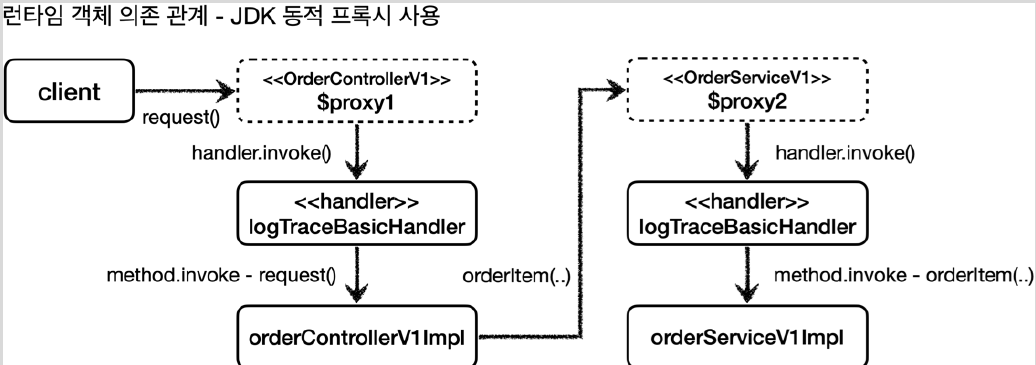 런타임 객체 의존 관계 - JDK 동적 프록시 사용
client
request()
<<OrderControllerV1>>
$proxy1
handler.invoke()
<<handler>>
logTraceBasicHandler
method.invoke - request()
orderControllerV1Impl
orderItem(..)
<<OrderServiceV1>>
$proxy2
handler.invoke()
<<handler>>
logTraceBasicHandler
method.invoke - orderItem(..)
orderServiceV1Impl